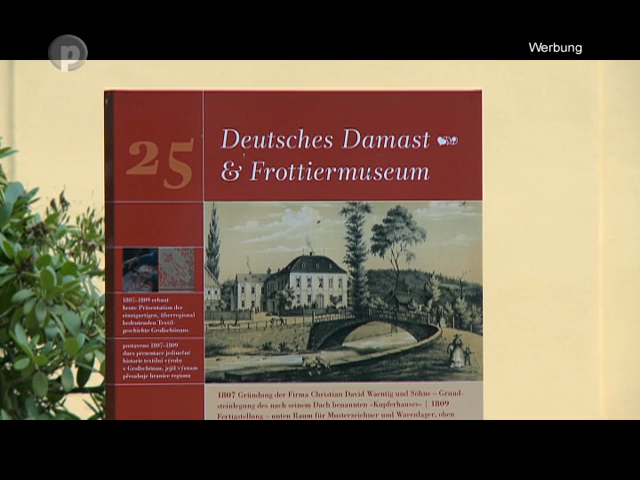 p
Werbung
25
Deutsches Damast
& Frottiermuseum
1807–1809 erbaut
heute Präsentation der
einzigartigen, überregional
bedeutenden Textil-
geschichte Großschönaus
postaveno 1807–1809
dnes prezentace jedinečné
historie textilní výroby
v Großschönau, jejíž význam
přesahuje hranice regionu
1807 Gründung der Firma Christian David Waentig und Söhne – Grund-
steinlegung des nach seinem Dach benannten »Kupferhauses« | 1809
Fertigstellung – unten Raum für Musterzeichner und Warenlager, oben